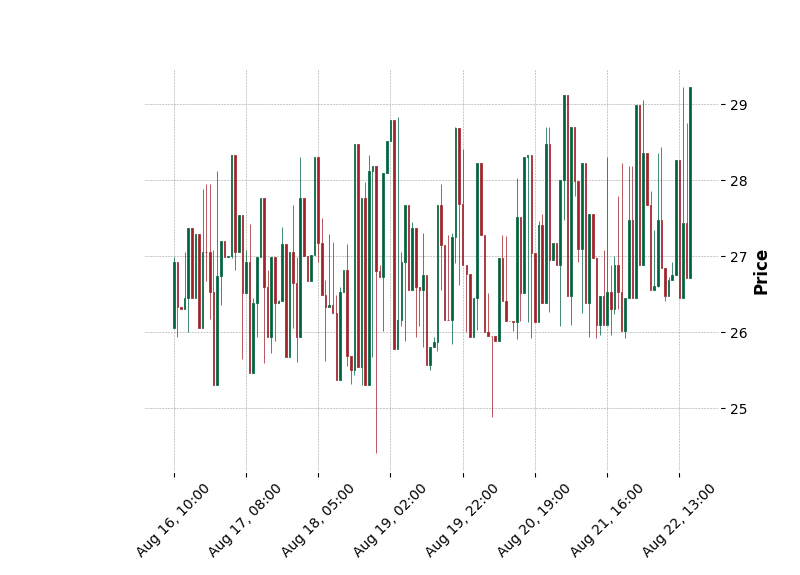 29
28
27
26
25
Price
Aug 16, 10:00
Aug 17, 08:00
Aug 18, 05:00
Aug 19, 02:00
Aug 19, 22:00
Aug 20, 19:00
Aug 21, 16:00
Aug 22, 13:00